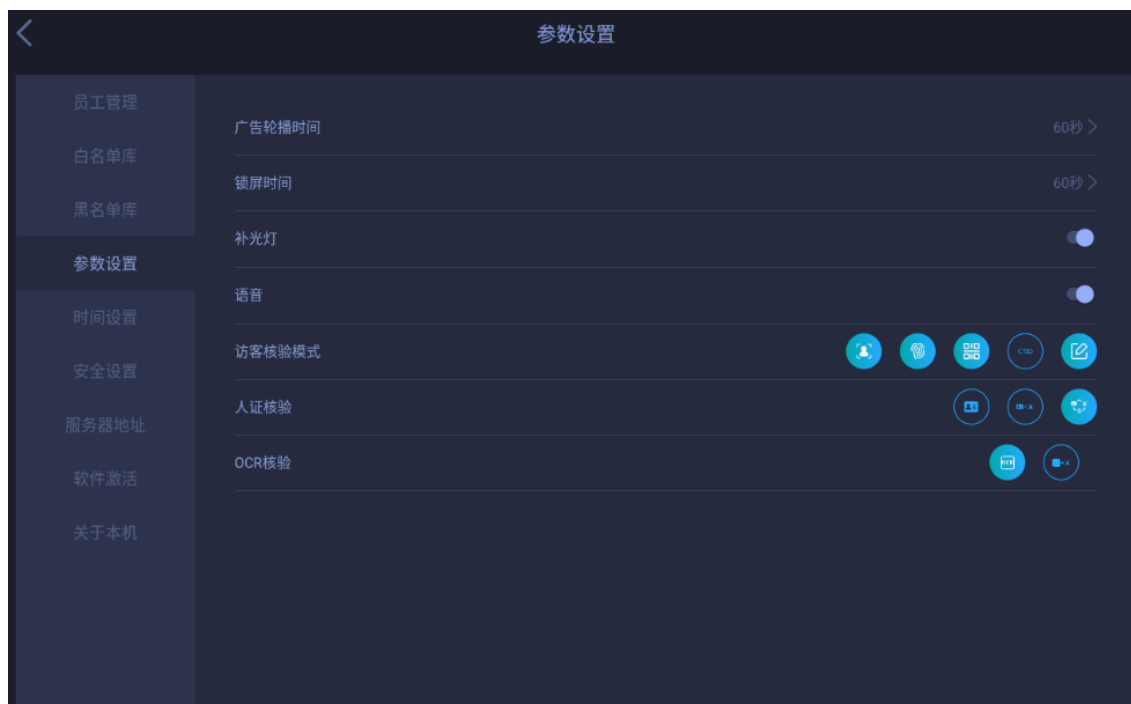 参数设置
员工管理
白名单库
黑名单库
参数设置
时间设置
安全设置
服务器地址
软件激活
关于本机
广告轮播时间 60秒
锁屏时间 60秒
补光灯
语音
访客核验模式
人证核验
OCR核验
OCR